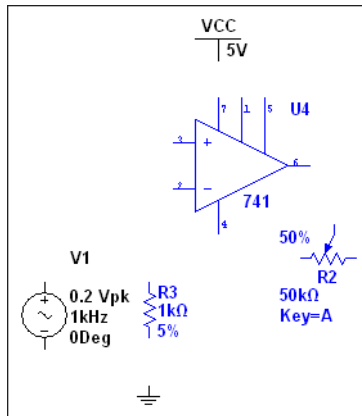 VCC
5V
7
1
5
U4
3
+
6
2
−
741
4
50%
R2
50kΩ
Key=A
V1
+
0.2 Vpk
1kHz
0Deg
−
R3
1kΩ
5%